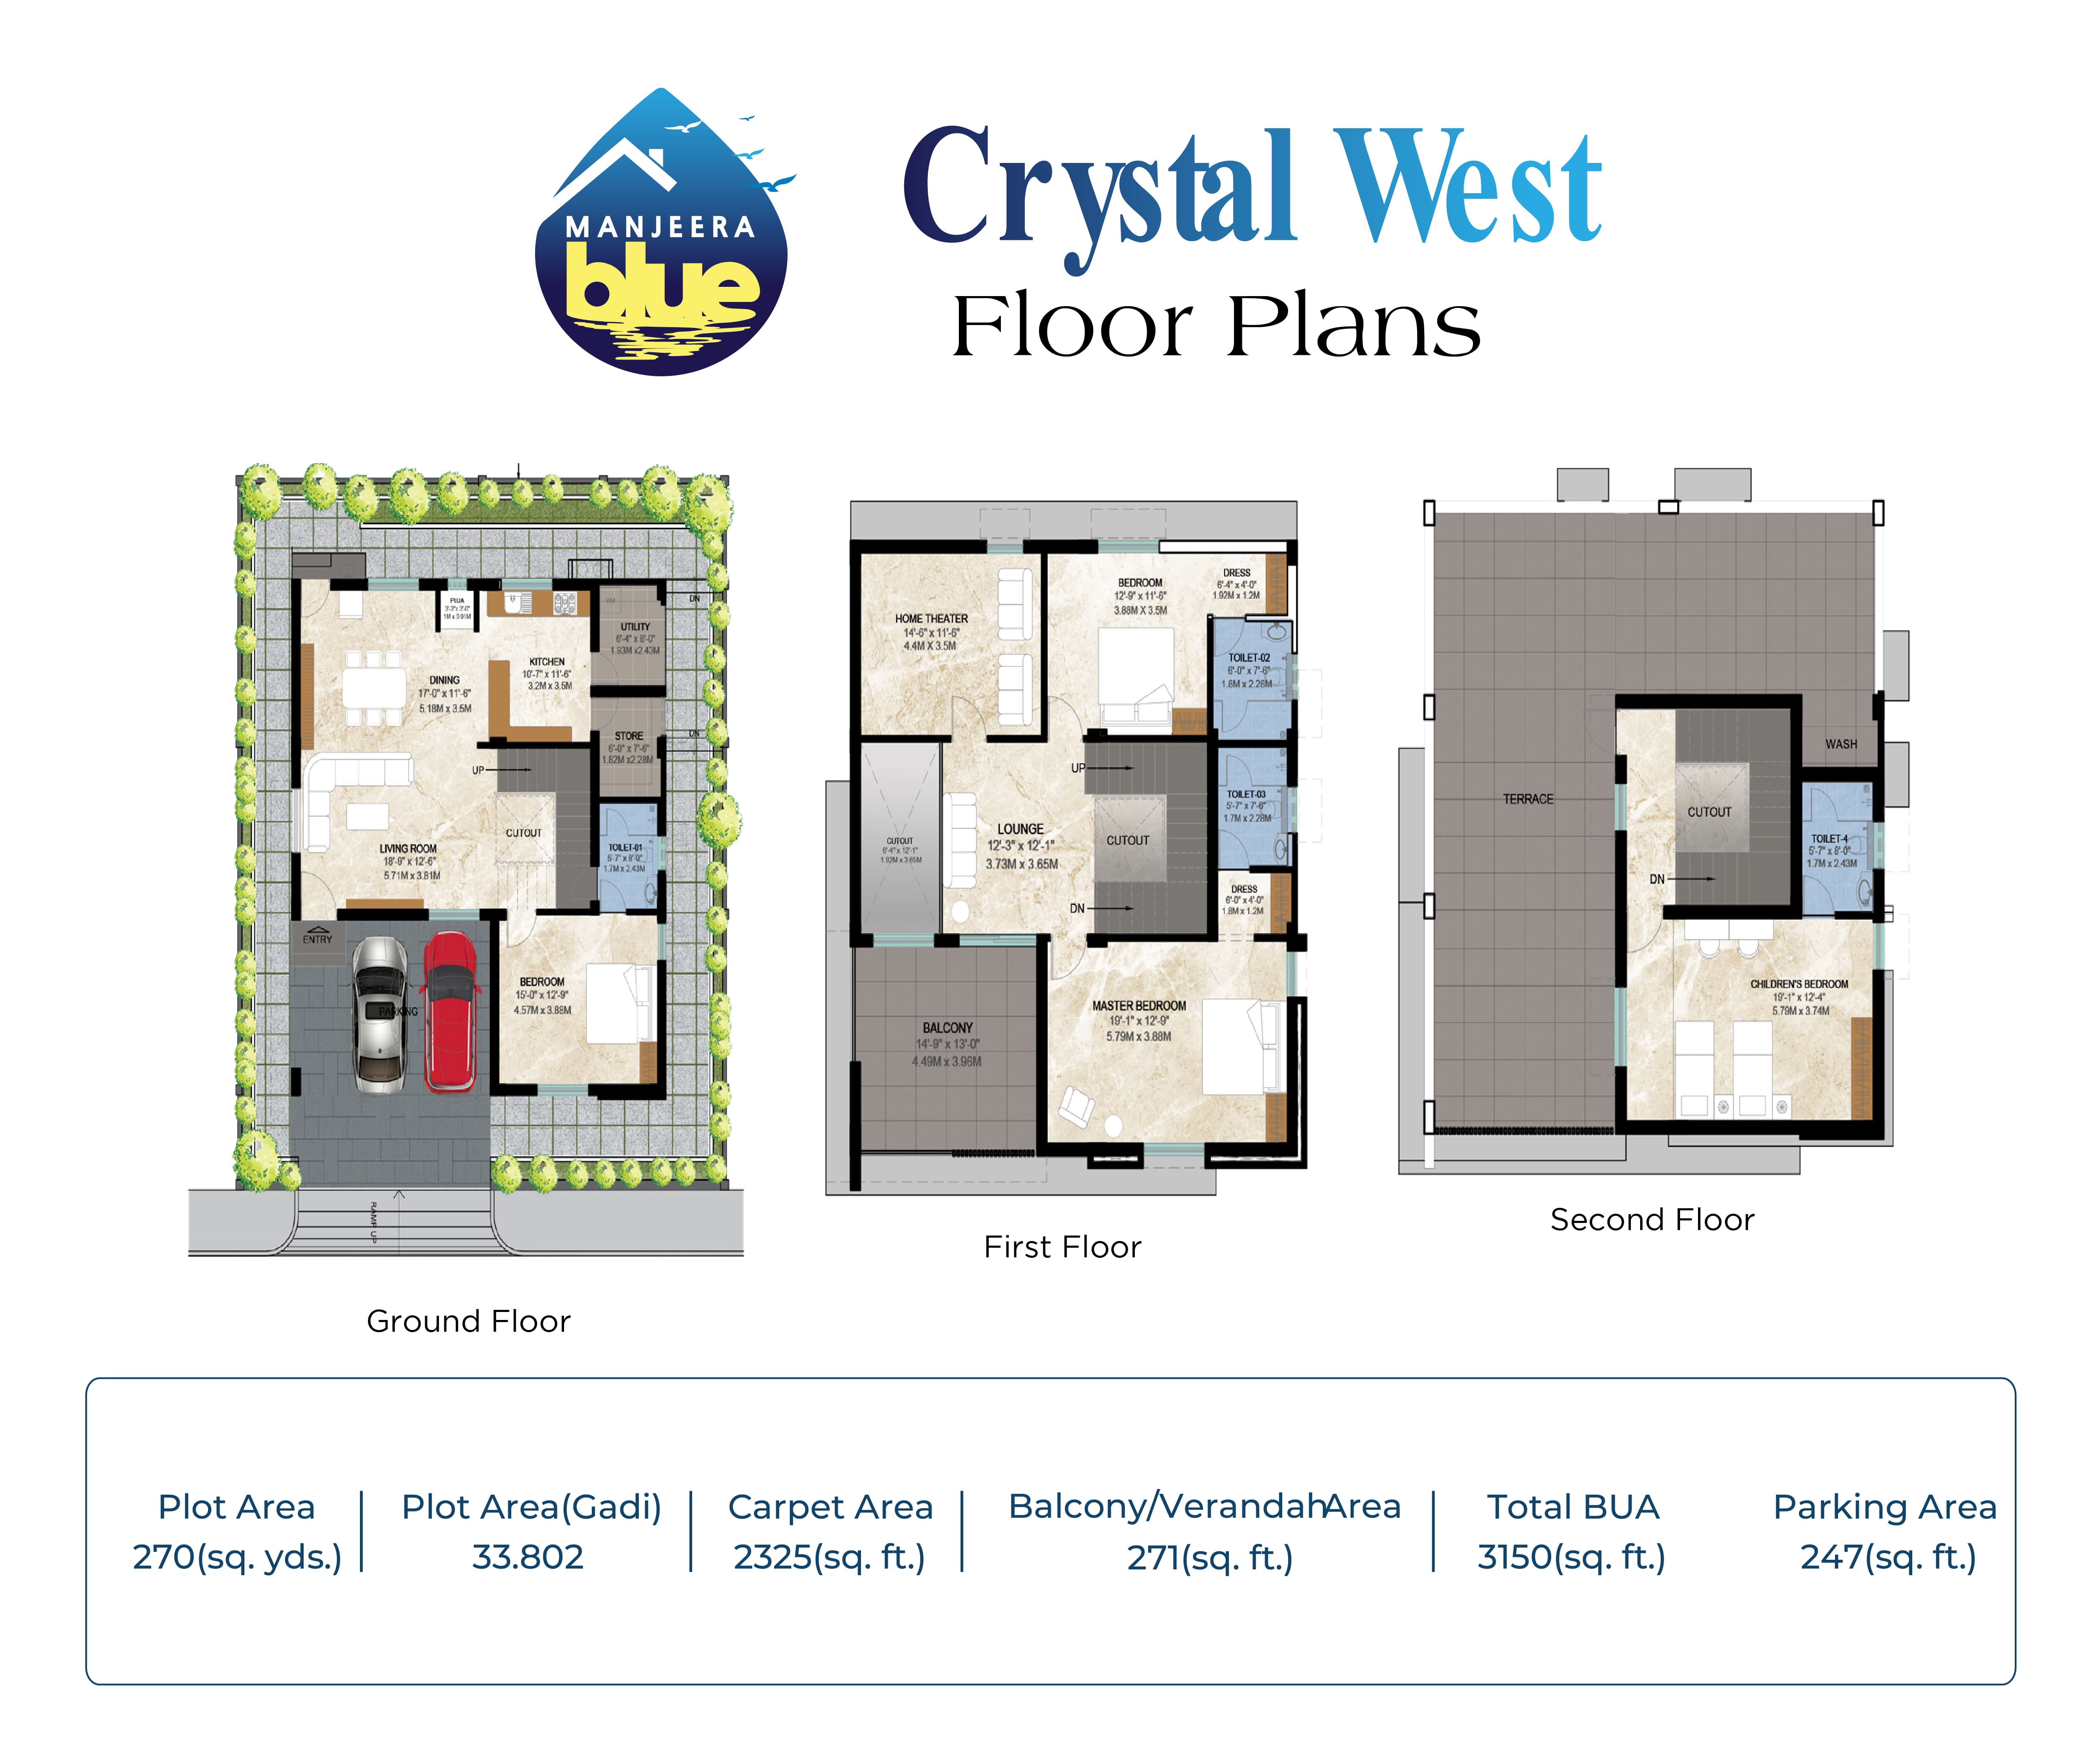 MANJEERA
blue
Crystal West
Floor Plans
PUJA
UTILITY
6'-4" x 8'-0"
1.93M x2.43M
DN
KITCHEN
10'-7" x 11'-6"
3.2M x 3.5M
DINING
17'-0" x 11'-6"
5.18M x 3.5M
STORE
6'-0" x 7'-6"
1.82M x2.28M
DN
UP
CUTOUT
LIVING ROOM
18'-9" x 12'-6"
5.71M x 3.81M
TOILET-01
5'-7" x 8'-0"
1.7M x 2.43M
ENTRY
PARKING
BEDROOM
15'-0" x 12'-9"
4.57M x 3.88M
RAMP UP
Ground Floor
HOME THEATER
14'-6" x 11'-6"
4.4M X 3.5M
BEDROOM
12'-9" x 11'-6"
3.88M X 3.5M
DRESS
6'-4" x 4'-0"
1.92M x 1.2M
TOILET-02
6'-0" x 7'-6"
1.8M x 2.28M
UP
TOILET-03
5'-7" x 7'-6"
1.7M x 2.28M
CUTOUT
6'-4" x 12'-1"
1.92M x 3.65M
LOUNGE
12'-3" x 12'-1"
3.73M x 3.65M
CUTOUT
DN
DRESS
6'-0" x 4'-0"
1.8M x 1.2M
MASTER BEDROOM
19'-1" x 12'-9"
5.79M x 3.88M
BALCONY
14'-9" x 13'-0"
4.49M x 3.96M
First Floor
WASH
TERRACE
CUTOUT
TOILET-4
5'-7" x 8'-0"
1.7M x 2.43M
DN
CHILDREN'S BEDROOM
19'-1" x 12'-4"
5.79M x 3.74M
Second Floor
Plot Area
270(sq. yds.)
Plot Area(Gadi)
33.802
Carpet Area
2325(sq. ft.)
Balcony/VerandahArea
271(sq. ft.)
Total BUA
3150(sq. ft.)
Parking Area
247(sq. ft.)